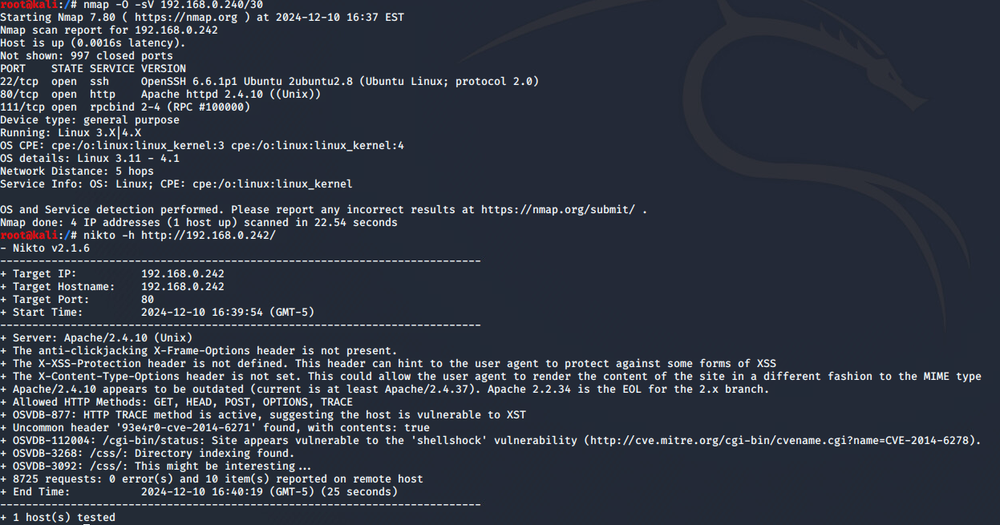 root@kali:/# nmap -O -sV 192.168.0.240/30
Starting Nmap 7.80 ( https://nmap.org ) at 2024-12-10 16:37 EST
Nmap scan report for 192.168.0.242
Host is up (0.0016s latency).
Not shown: 997 closed ports
PORT    STATE SERVICE VERSION
22/tcp  open  ssh     OpenSSH 6.6.1p1 Ubuntu 2ubuntu2.8 (Ubuntu Linux; protocol 2.0)
80/tcp  open  http    Apache httpd 2.4.10 ((Unix))
111/tcp open  rpcbind 2-4 (RPC #100000)
Device type: general purpose
Running: Linux 3.X|4.X
OS CPE: cpe:/o:linux:linux_kernel:3 cpe:/o:linux:linux_kernel:4
OS details: Linux 3.11 - 4.1
Network Distance: 5 hops
Service Info: OS: Linux; CPE: cpe:/o:linux:linux_kernel

OS and Service detection performed. Please report any incorrect results at https://nmap.org/submit/ .
Nmap done: 4 IP addresses (1 host up) scanned in 22.54 seconds
root@kali:/# nikto -h http://192.168.0.242/
- Nikto v2.1.6
---------------------------------------------------------------------------
+ Target IP:          192.168.0.242
+ Target Hostname:    192.168.0.242
+ Target Port:        80
+ Start Time:         2024-12-10 16:39:54 (GMT-5)
---------------------------------------------------------------------------
+ Server: Apache/2.4.10 (Unix)
+ The anti-clickjacking X-Frame-Options header is not present.
+ The X-XSS-Protection header is not defined. This header can hint to the user agent to protect against some forms of XSS
+ The X-Content-Type-Options header is not set. This could allow the user agent to render the content of the site in a different fashion to the MIME type
+ Apache/2.4.10 appears to be outdated (current is at least Apache/2.4.37). Apache 2.2.34 is the EOL for the 2.x branch.
+ Allowed HTTP Methods: GET, HEAD, POST, OPTIONS, TRACE
+ OSVDB-877: HTTP TRACE method is active, suggesting the host is vulnerable to XST
+ Uncommon header '93e4r0-cve-2014-6271' found, with contents: true
+ OSVDB-112004: /cgi-bin/status: Site appears vulnerable to the 'shellshock' vulnerability (http://cve.mitre.org/cgi-bin/cvename.cgi?name=CVE-2014-6278).
+ OSVDB-3268: /css/: Directory indexing found.
+ OSVDB-3092: /css/: This might be interesting...
+ 8725 requests: 0 error(s) and 10 item(s) reported on remote host
+ End Time:           2024-12-10 16:40:19 (GMT-5) (25 seconds)
---------------------------------------------------------------------------
+ 1 host(s) tested